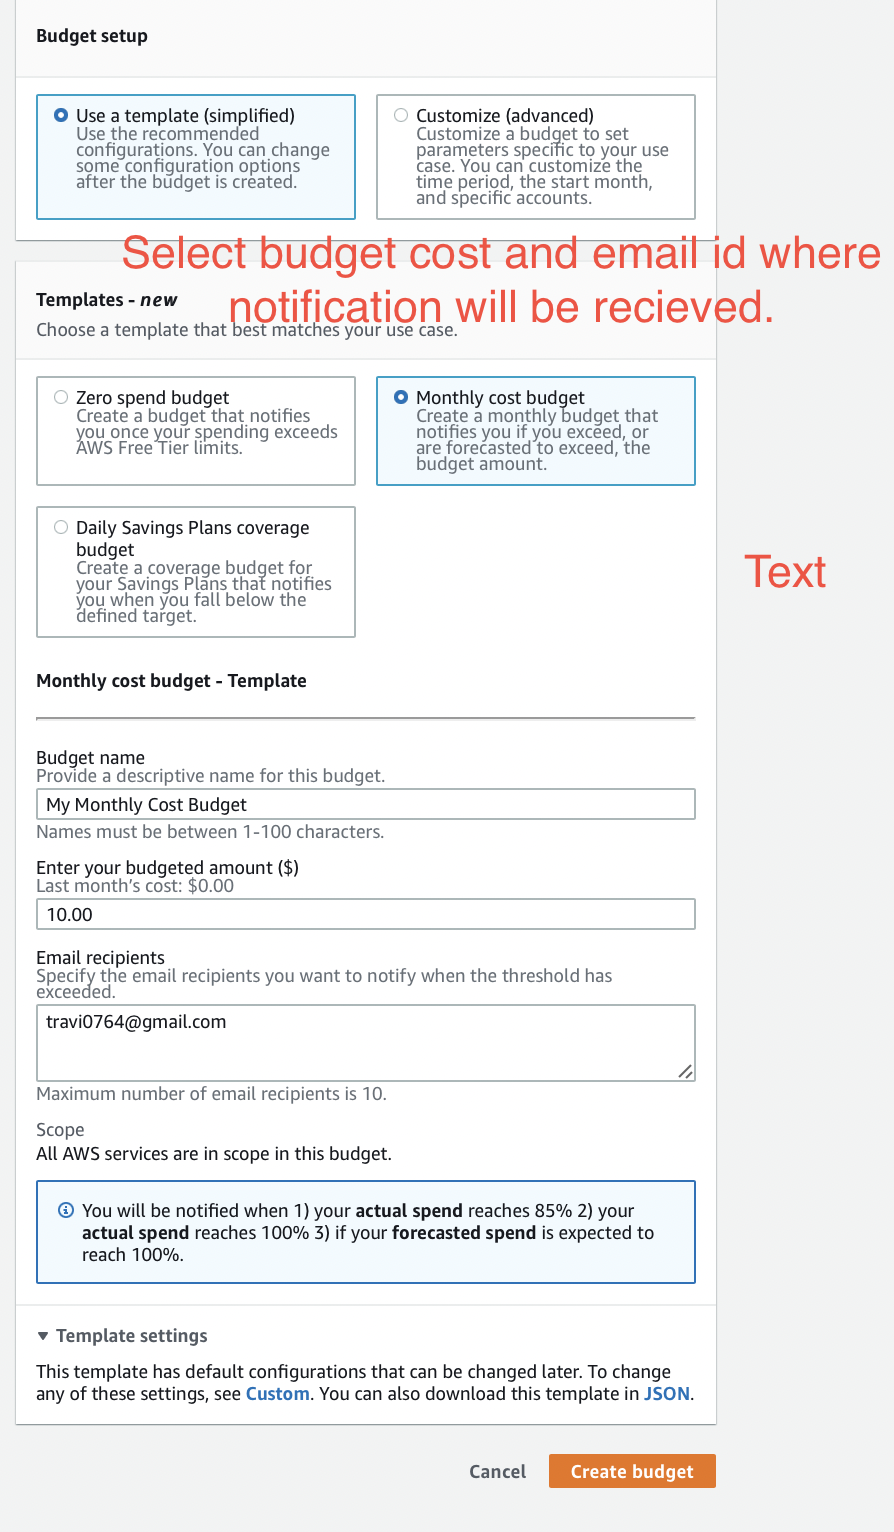 Budget setup
Use a template (simplified)
Use the recommended
configurations. You can change
some configuration options
after the budget is created.
Customize (advanced)
Customize a budget to set
parameters specific to your use
case. You can customize the
time period, the start month,
and specific accounts.
Select budget cost and email id where
notification will be recieved.
Templates - new
Choose a template that best matches your use case.
Zero spend budget
Create a budget that notifies
you once your spending exceeds
AWS Free Tier limits.
Monthly cost budget
Create a monthly budget that
notifies you if you exceed, or
are forecasted to exceed, the
budget amount.
Daily Savings Plans coverage
budget
Create a coverage budget for
your Savings Plans that notifies
you when you fall below the
defined target.
Text
Monthly cost budget - Template
Budget name
Provide a descriptive name for this budget.
My Monthly Cost Budget
Names must be between 1-100 characters.
Enter your budgeted amount ($)
Last month's cost: $0.00
10.00
Email recipients
Specify the email recipients you want to notify when the threshold has
exceeded.
travi0764@gmail.com
Maximum number of email recipients is 10.
Scope
All AWS services are in scope in this budget.
You will be notified when 1) your actual spend reaches 85% 2) your
actual spend reaches 100% 3) if your forecasted spend is expected to
reach 100%.
Template settings
This template has default configurations that can be changed later. To change
any of these settings, see Custom. You can also download this template in JSON.
Cancel
Create budget